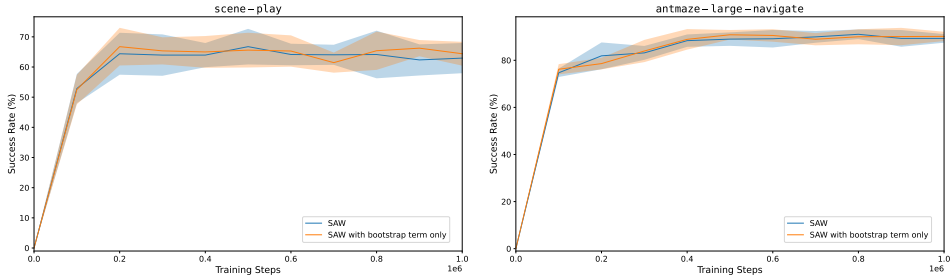 scene-play
Success Rate (%)
70
60
50
40
30
20
10
0
0.0 0.2 0.4 0.6 0.8 1.0
1e6
Training Steps
SAW
SAW with bootstrap term only
antmaze-large-navigate
Success Rate (%)
80
60
40
20
0
0.0 0.2 0.4 0.6 0.8 1.0
1e6
Training Steps
SAW
SAW with bootstrap term only